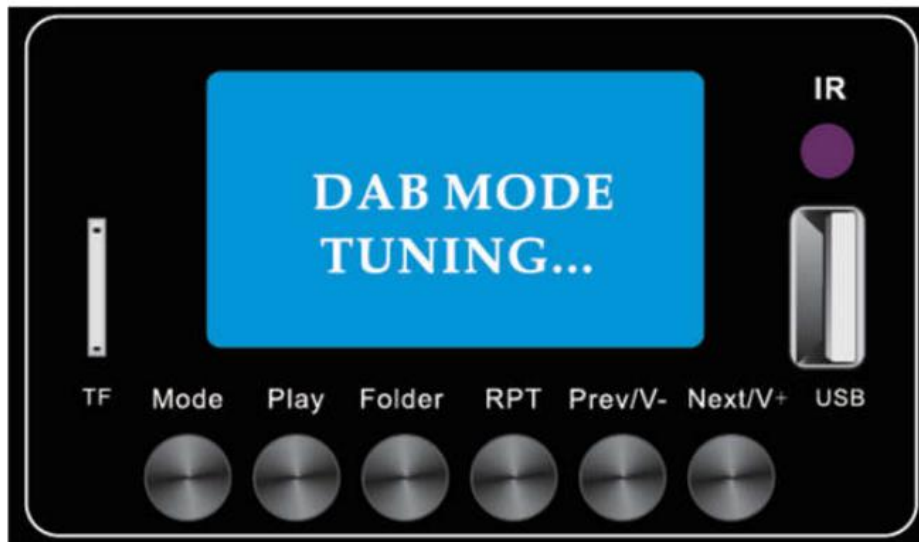 IR
DAB MODE
TUNING...
TF Mode Play Folder RPT Prev/V- Next/V+ USB